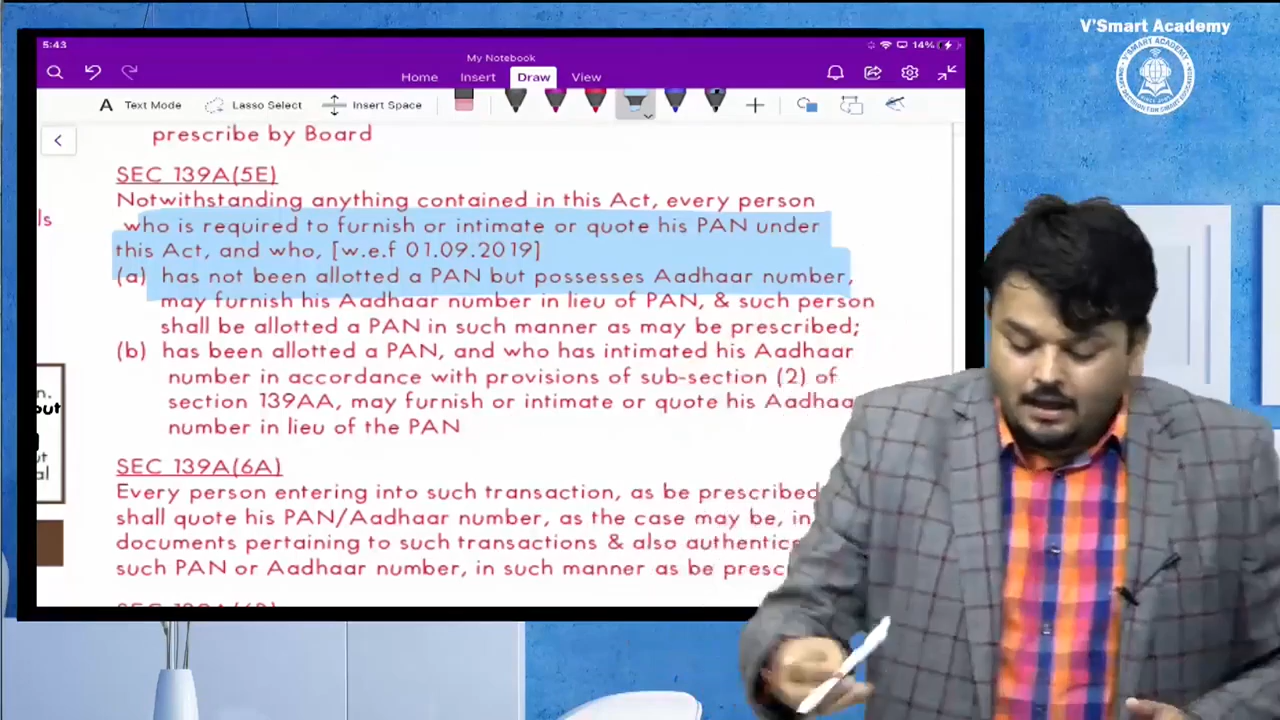 V'Smart Academy
5:43
14%
My Notebook
Home Insert Draw View
Text Mode Lasso Select Insert Space
prescribe by Board
SEC 139A(5E)
Notwithstanding anything contained in this Act, every person
who is required to furnish or intimate or quote his PAN under
this Act, and who, [w.e.f 01.09.2019]
(a) has not been allotted a PAN but possesses Aadhaar number,
may furnish his Aadhaar number in lieu of PAN, & such person
shall be allotted a PAN in such manner as may be prescribed;
(b) has been allotted a PAN, and who has intimated his Aadhaar
number in accordance with provisions of sub-section (2) of
section 139AA, may furnish or intimate or quote his Aadhaa
number in lieu of the PAN
SEC 139A(6A)
Every person entering into such transaction, as be prescribed
shall quote his PAN/Aadhaar number, as the case may be, in
documents pertaining to such transactions & also authentic
such PAN or Aadhaar number, in such manner as be presc
ls
n.
out
ut
al